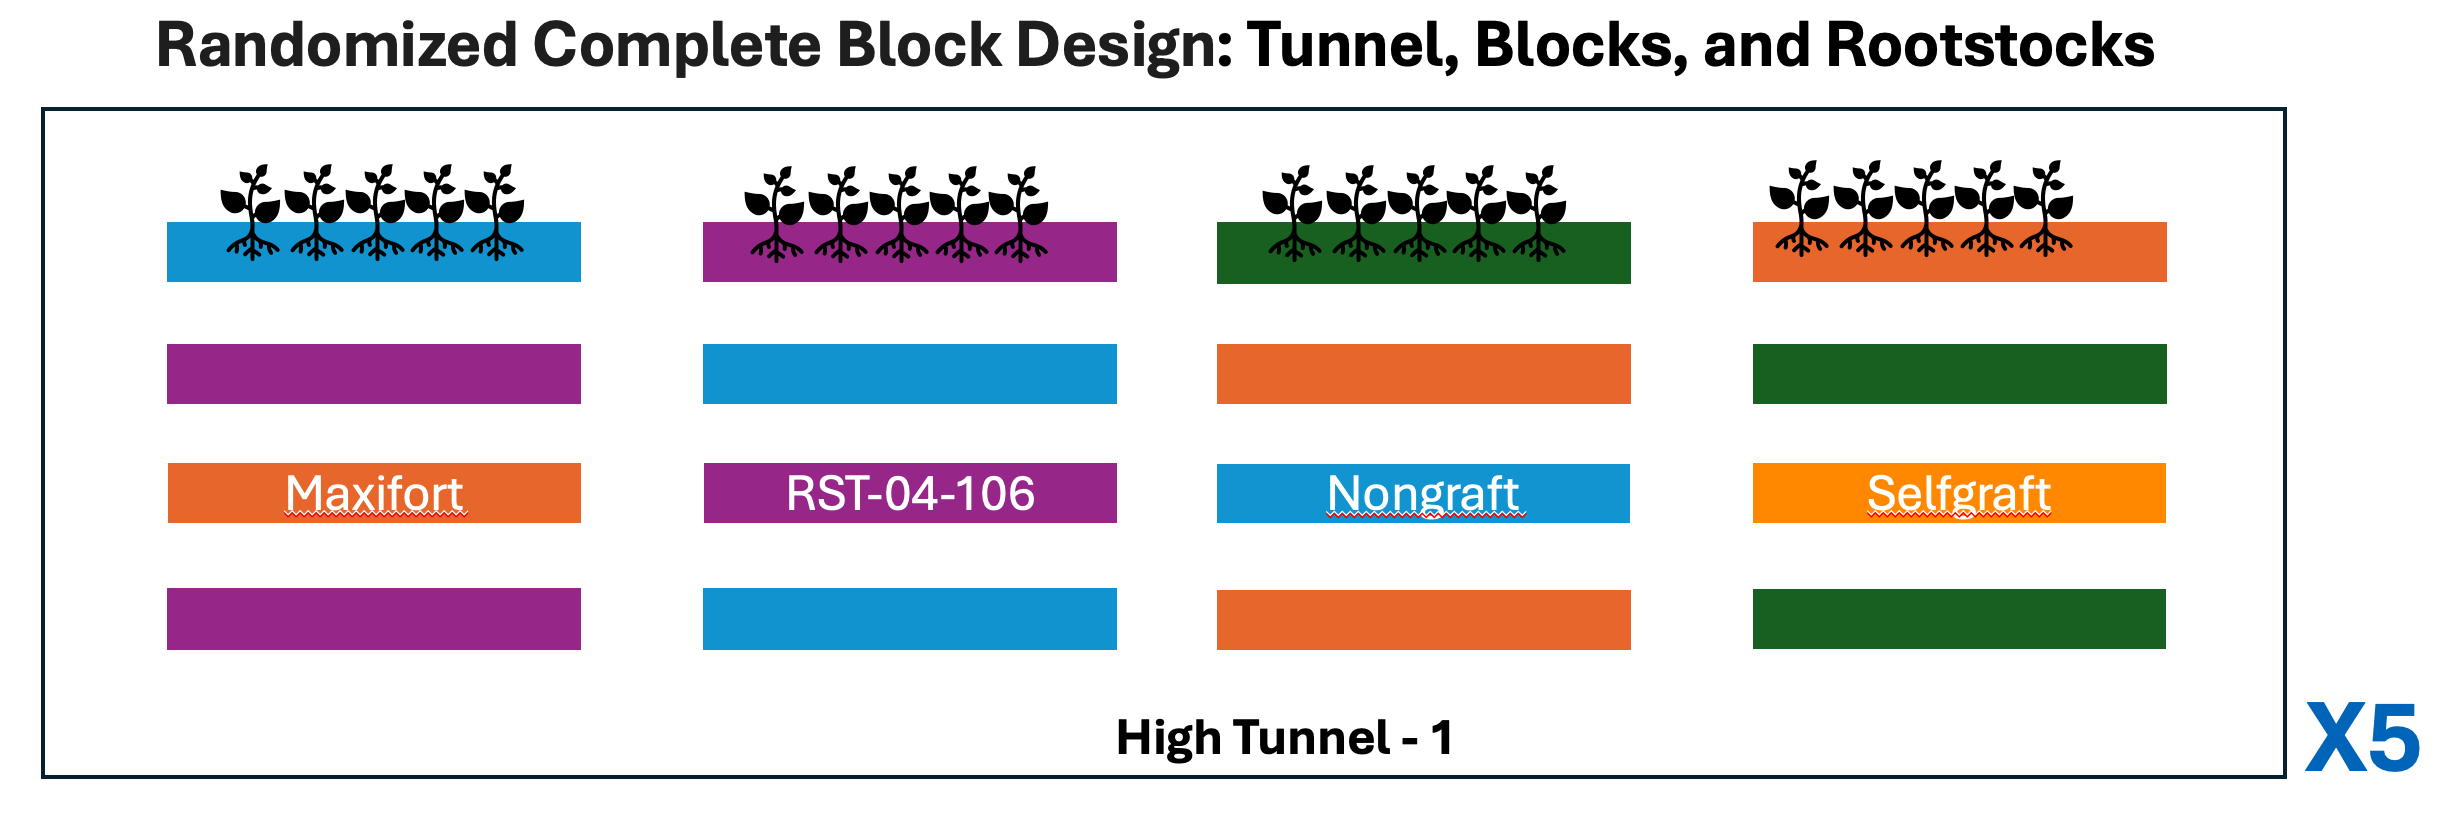 Randomized Complete Block Design: Tunnel, Blocks, and Rootstocks
Maxifort
RST-04-106
Nongraft
Selfgraft
High Tunnel - 1
X5